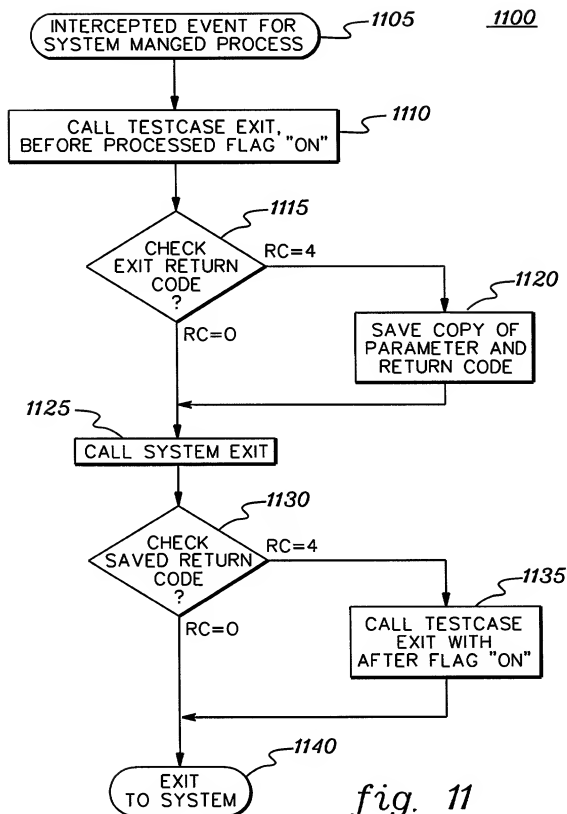 INTERCEPTED EVENT FOR
SYSTEM MANGED PROCESS
1105
1100
CALL TESTCASE EXIT,
BEFORE PROCESSED FLAG "ON"
1110
CHECK
EXIT RETURN
CODE
?
1115
RC=4
RC=0
SAVE COPY OF
PARAMETER AND
RETURN CODE
1120
1125
CALL SYSTEM EXIT
CHECK
SAVED RETURN
CODE
?
1130
RC=4
RC=0
CALL TESTCASE
EXIT WITH
AFTER FLAG "ON"
1135
EXIT
TO SYSTEM
1140
fig. 11